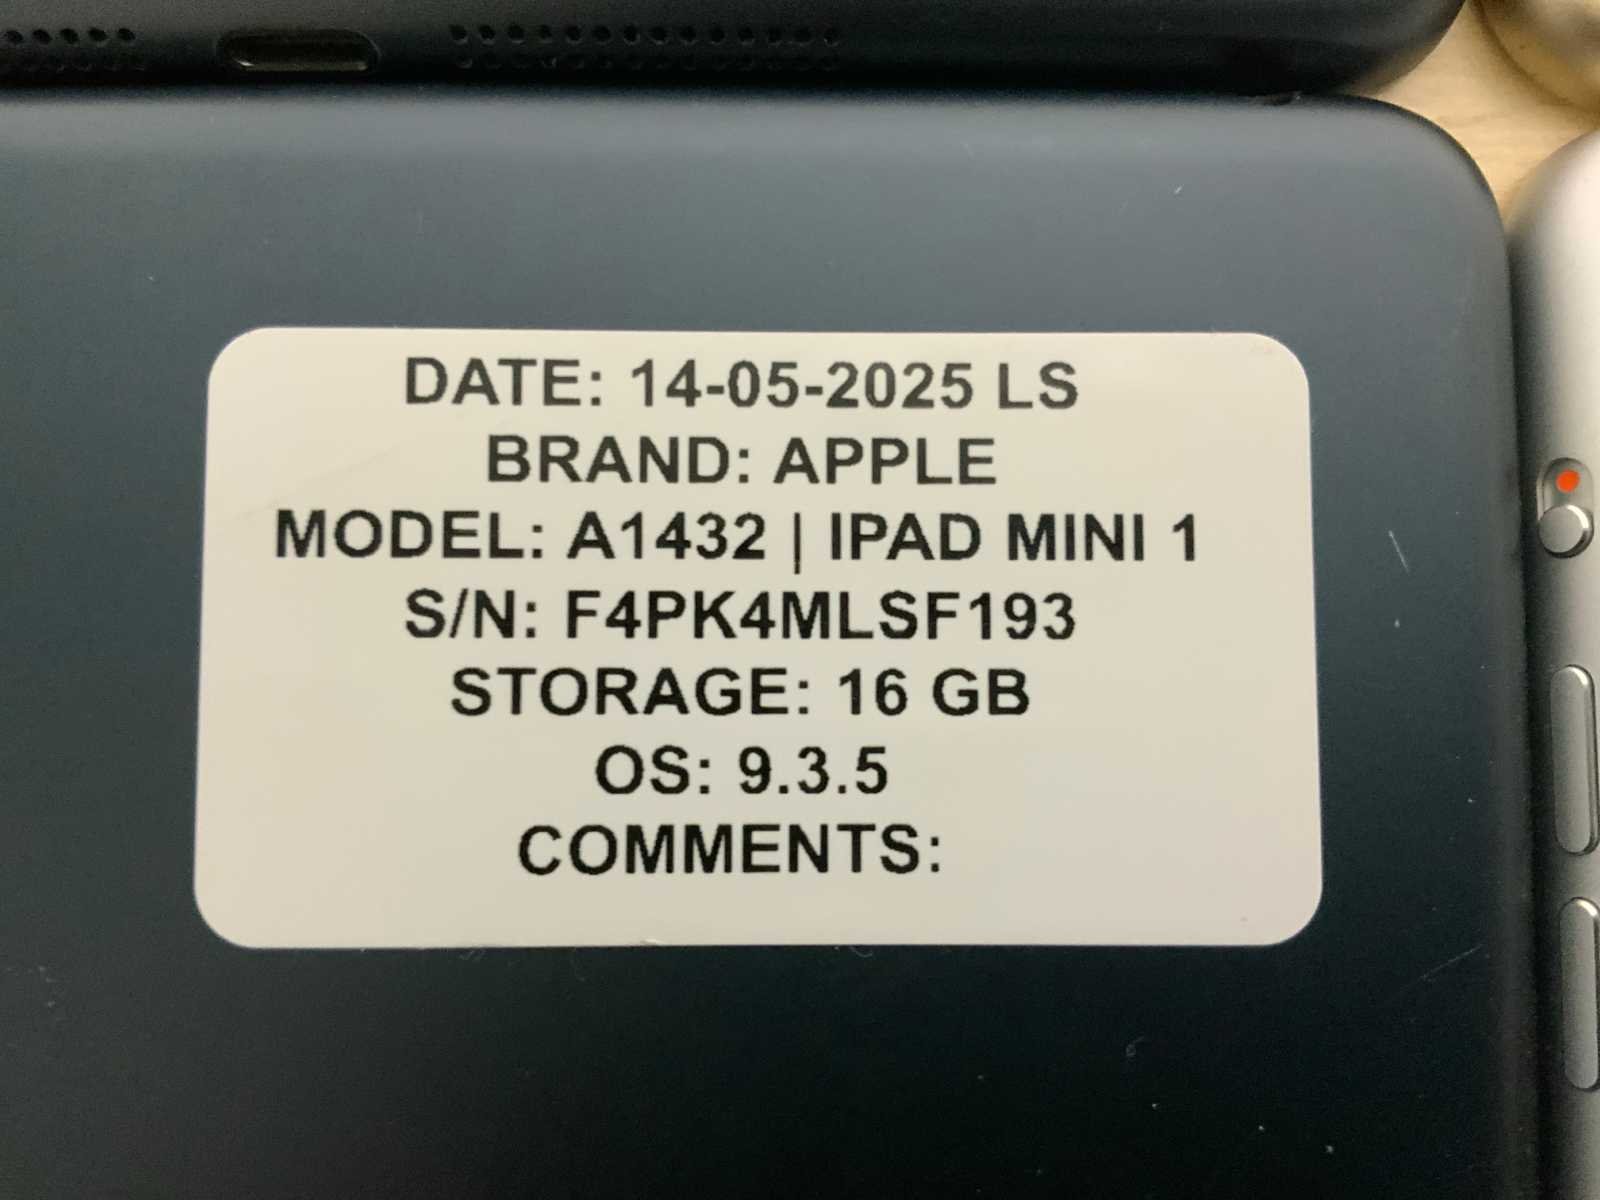 DATE: 14-05-2025 LS
BRAND: APPLE
MODEL: A1432 | IPAD MINI 1
S/N: F4PK4MLSF193
STORAGE: 16 GB
OS: 9.3.5
COMMENTS: